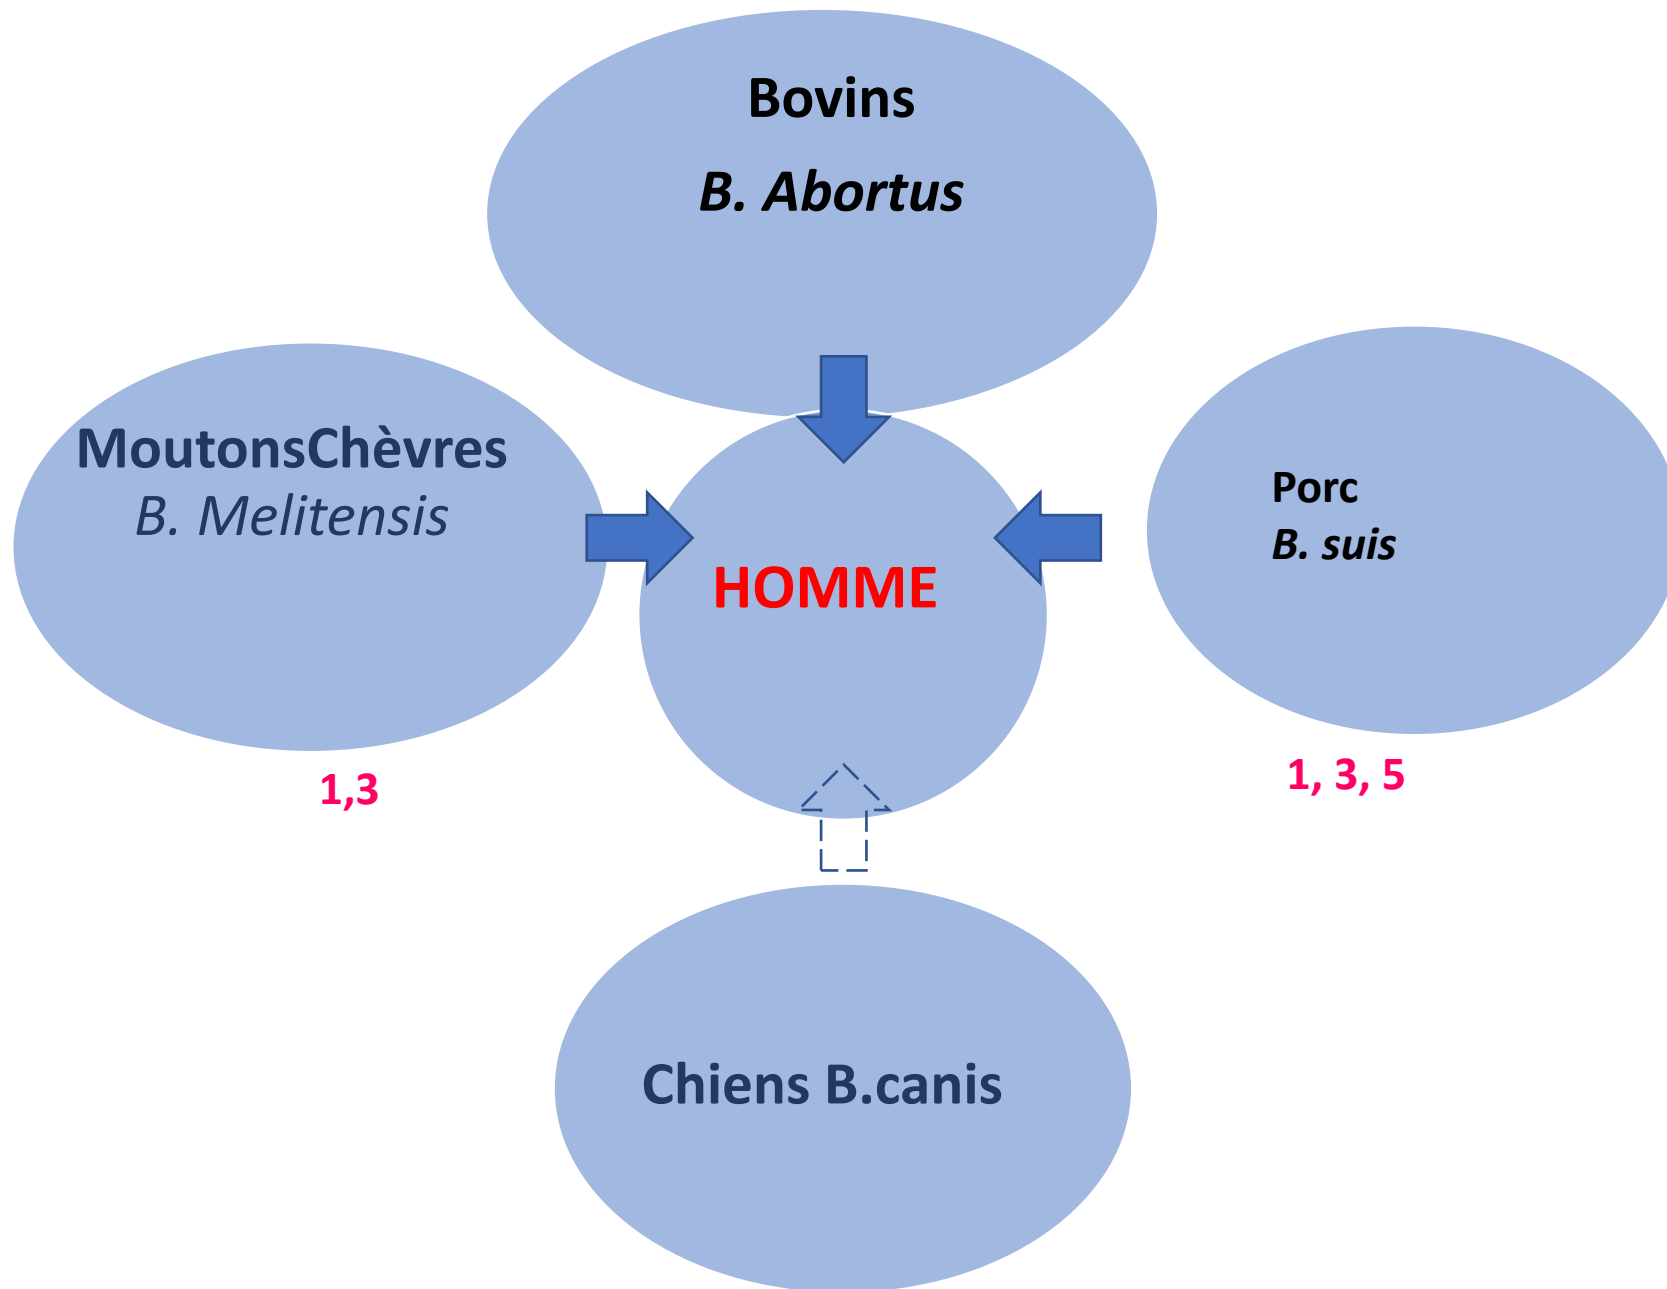 Bovins
B. Abortus
MoutonsChèvres
B. Melitensis
Porc
B. suis
HOMME
1,3
1, 3, 5
Chiens B.canis